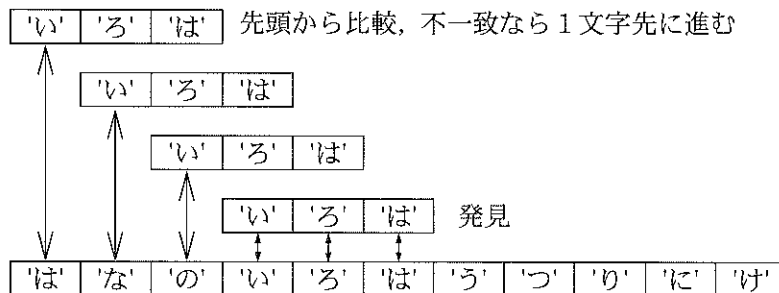 'い' 'ろ' 'は' 先頭から比較, 不一致なら1文字先に進む
'い' 'ろ' 'は'
'い' 'ろ' 'は'
'い' 'ろ' 'は' 発見
'は' 'な' 'の' 'い' 'ろ' 'は' 'う' 'つ' 'り' 'に' 'け'